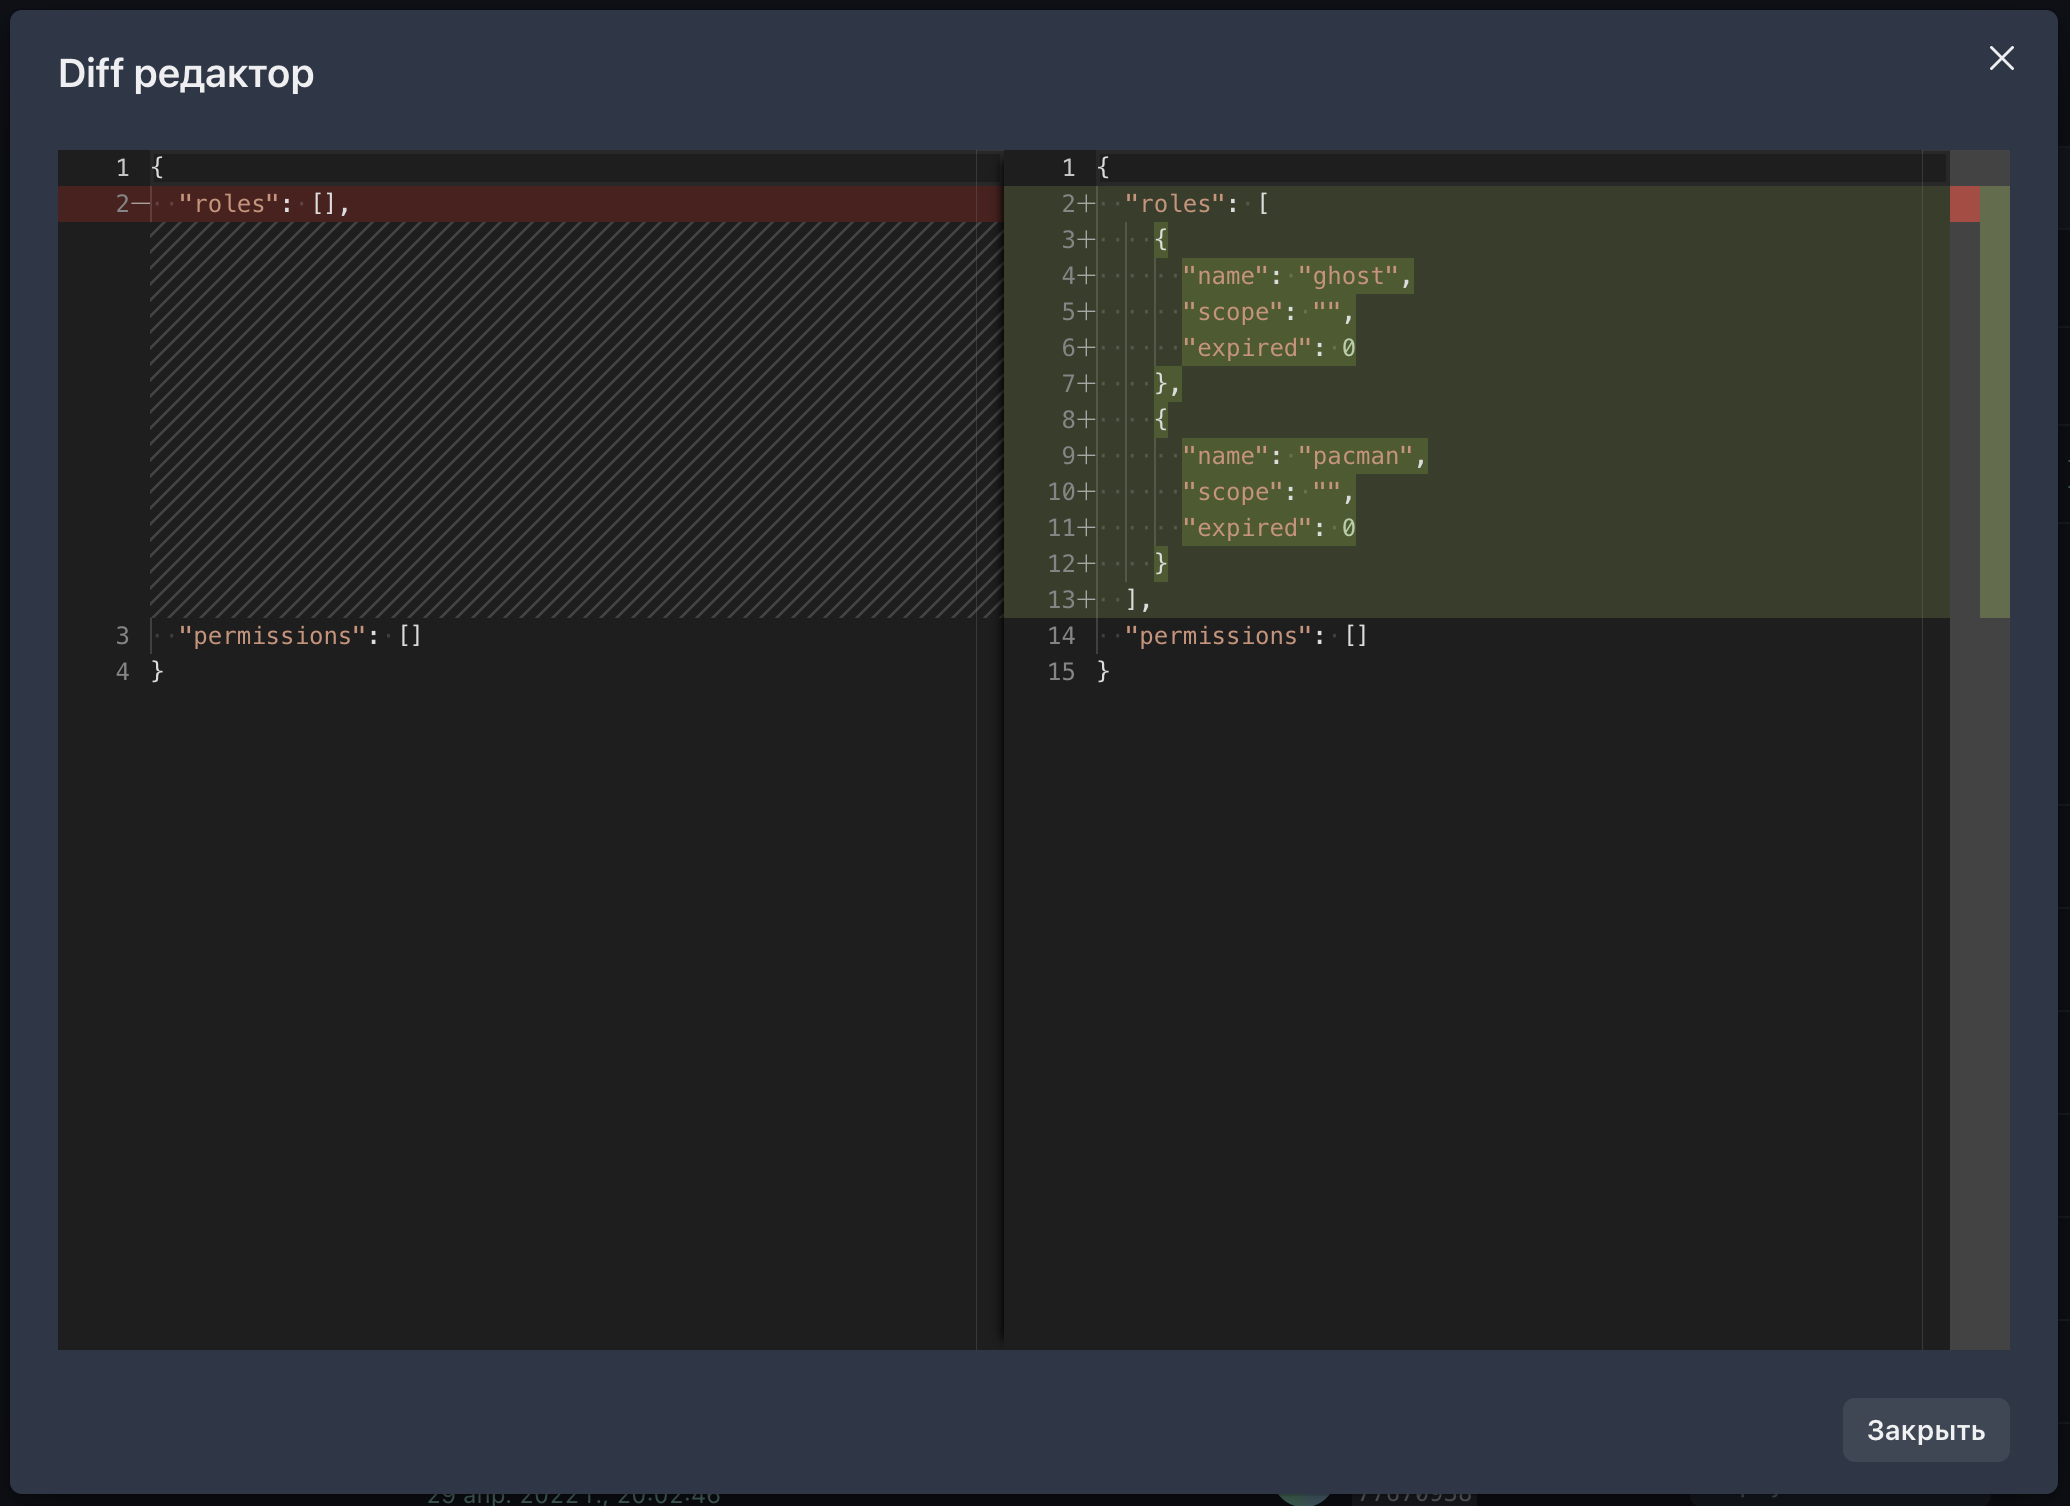 Diff редактор
1 {
2— "roles": [],
3 "permissions": []
4 }
1 {
2+ "roles": [
3+ {
4+ "name": "ghost",
5+ "scope": "",
6+ "expired": 0
7+ },
8+ {
9+ "name": "pacman",
10+ "scope": "",
11+ "expired": 0
12+ }
13+ ],
14 "permissions": []
15 }
Закрыть
29 апр. 2022 г., 20:02:46